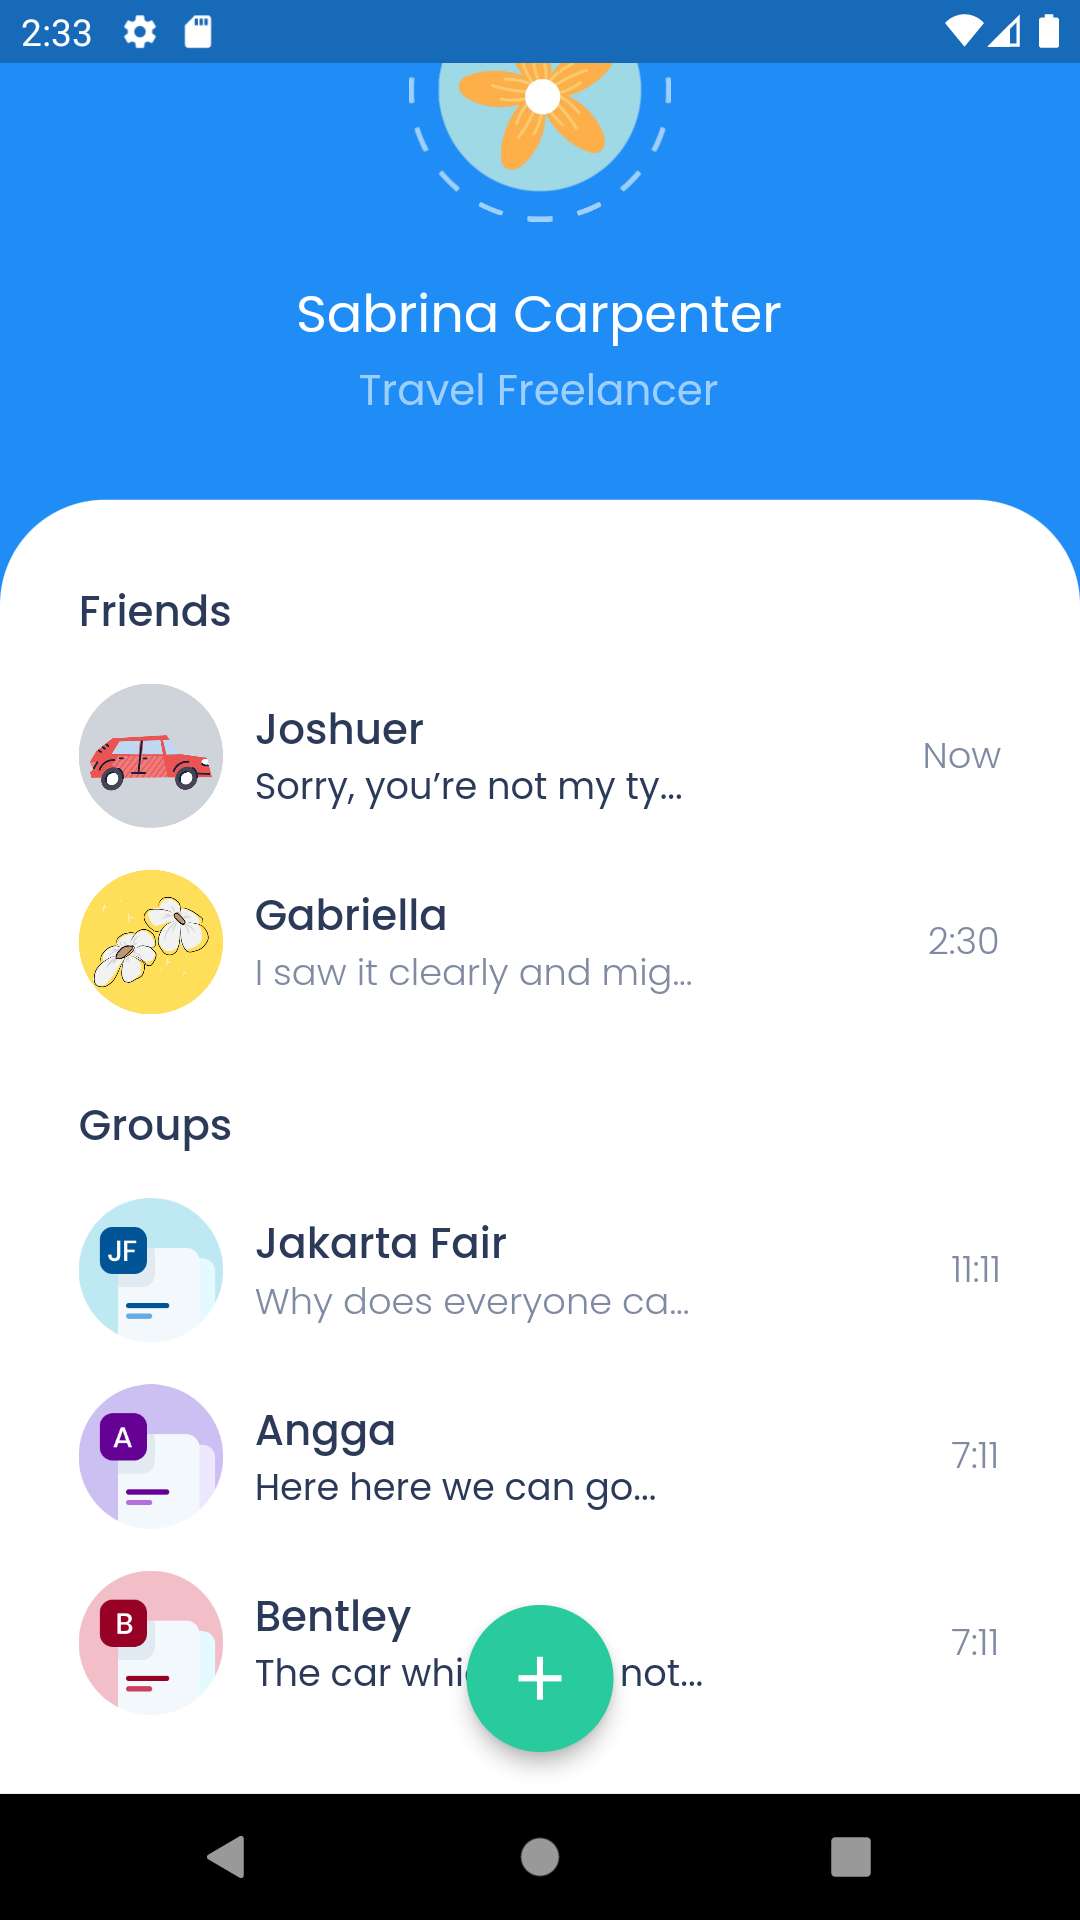 2:33
Sabrina Carpenter
Travel Freelancer
Friends
Joshuer
Sorry, you’re not my ty...
Now
Gabriella
I saw it clearly and mig...
2:30
Groups
JF
Jakarta Fair
Why does everyone ca...
11:11
A
Angga
Here here we can go...
7:11
B
Bentley
The car not...
7:11